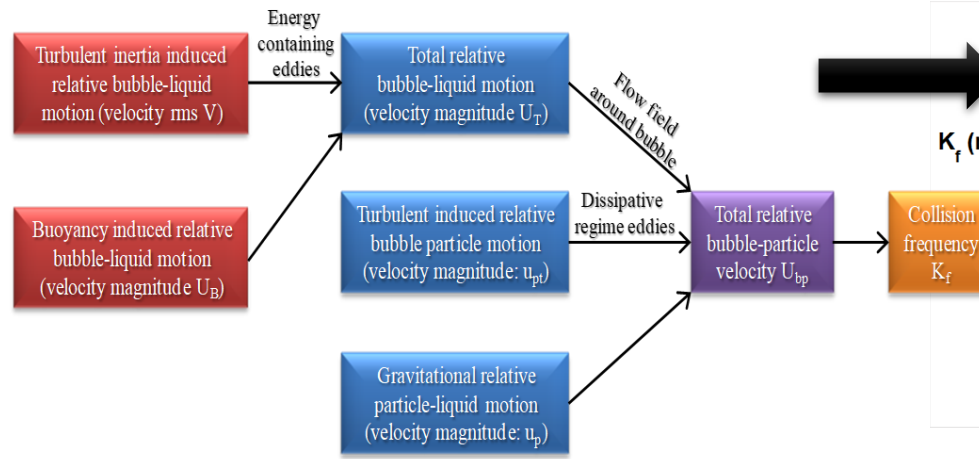 Energy
containing
eddies
Turbulent inertia induced
relative bubble-liquid
motion (velocity rms V)
Total relative
bubble-liquid motion
(velocity magnitude U_T)
Flow field
around bubble
K_f (
Buoyancy induced relative
bubble-liquid motion
(velocity magnitude U_B)
Turbulent induced relative
bubble particle motion
(velocity magnitude: u_pt)
Dissipative
regime eddies
Total relative
bubble-particle
velocity U_bp
Collision
frequency
K_f
Gravitational relative
particle-liquid motion
(velocity magnitude: u_p)